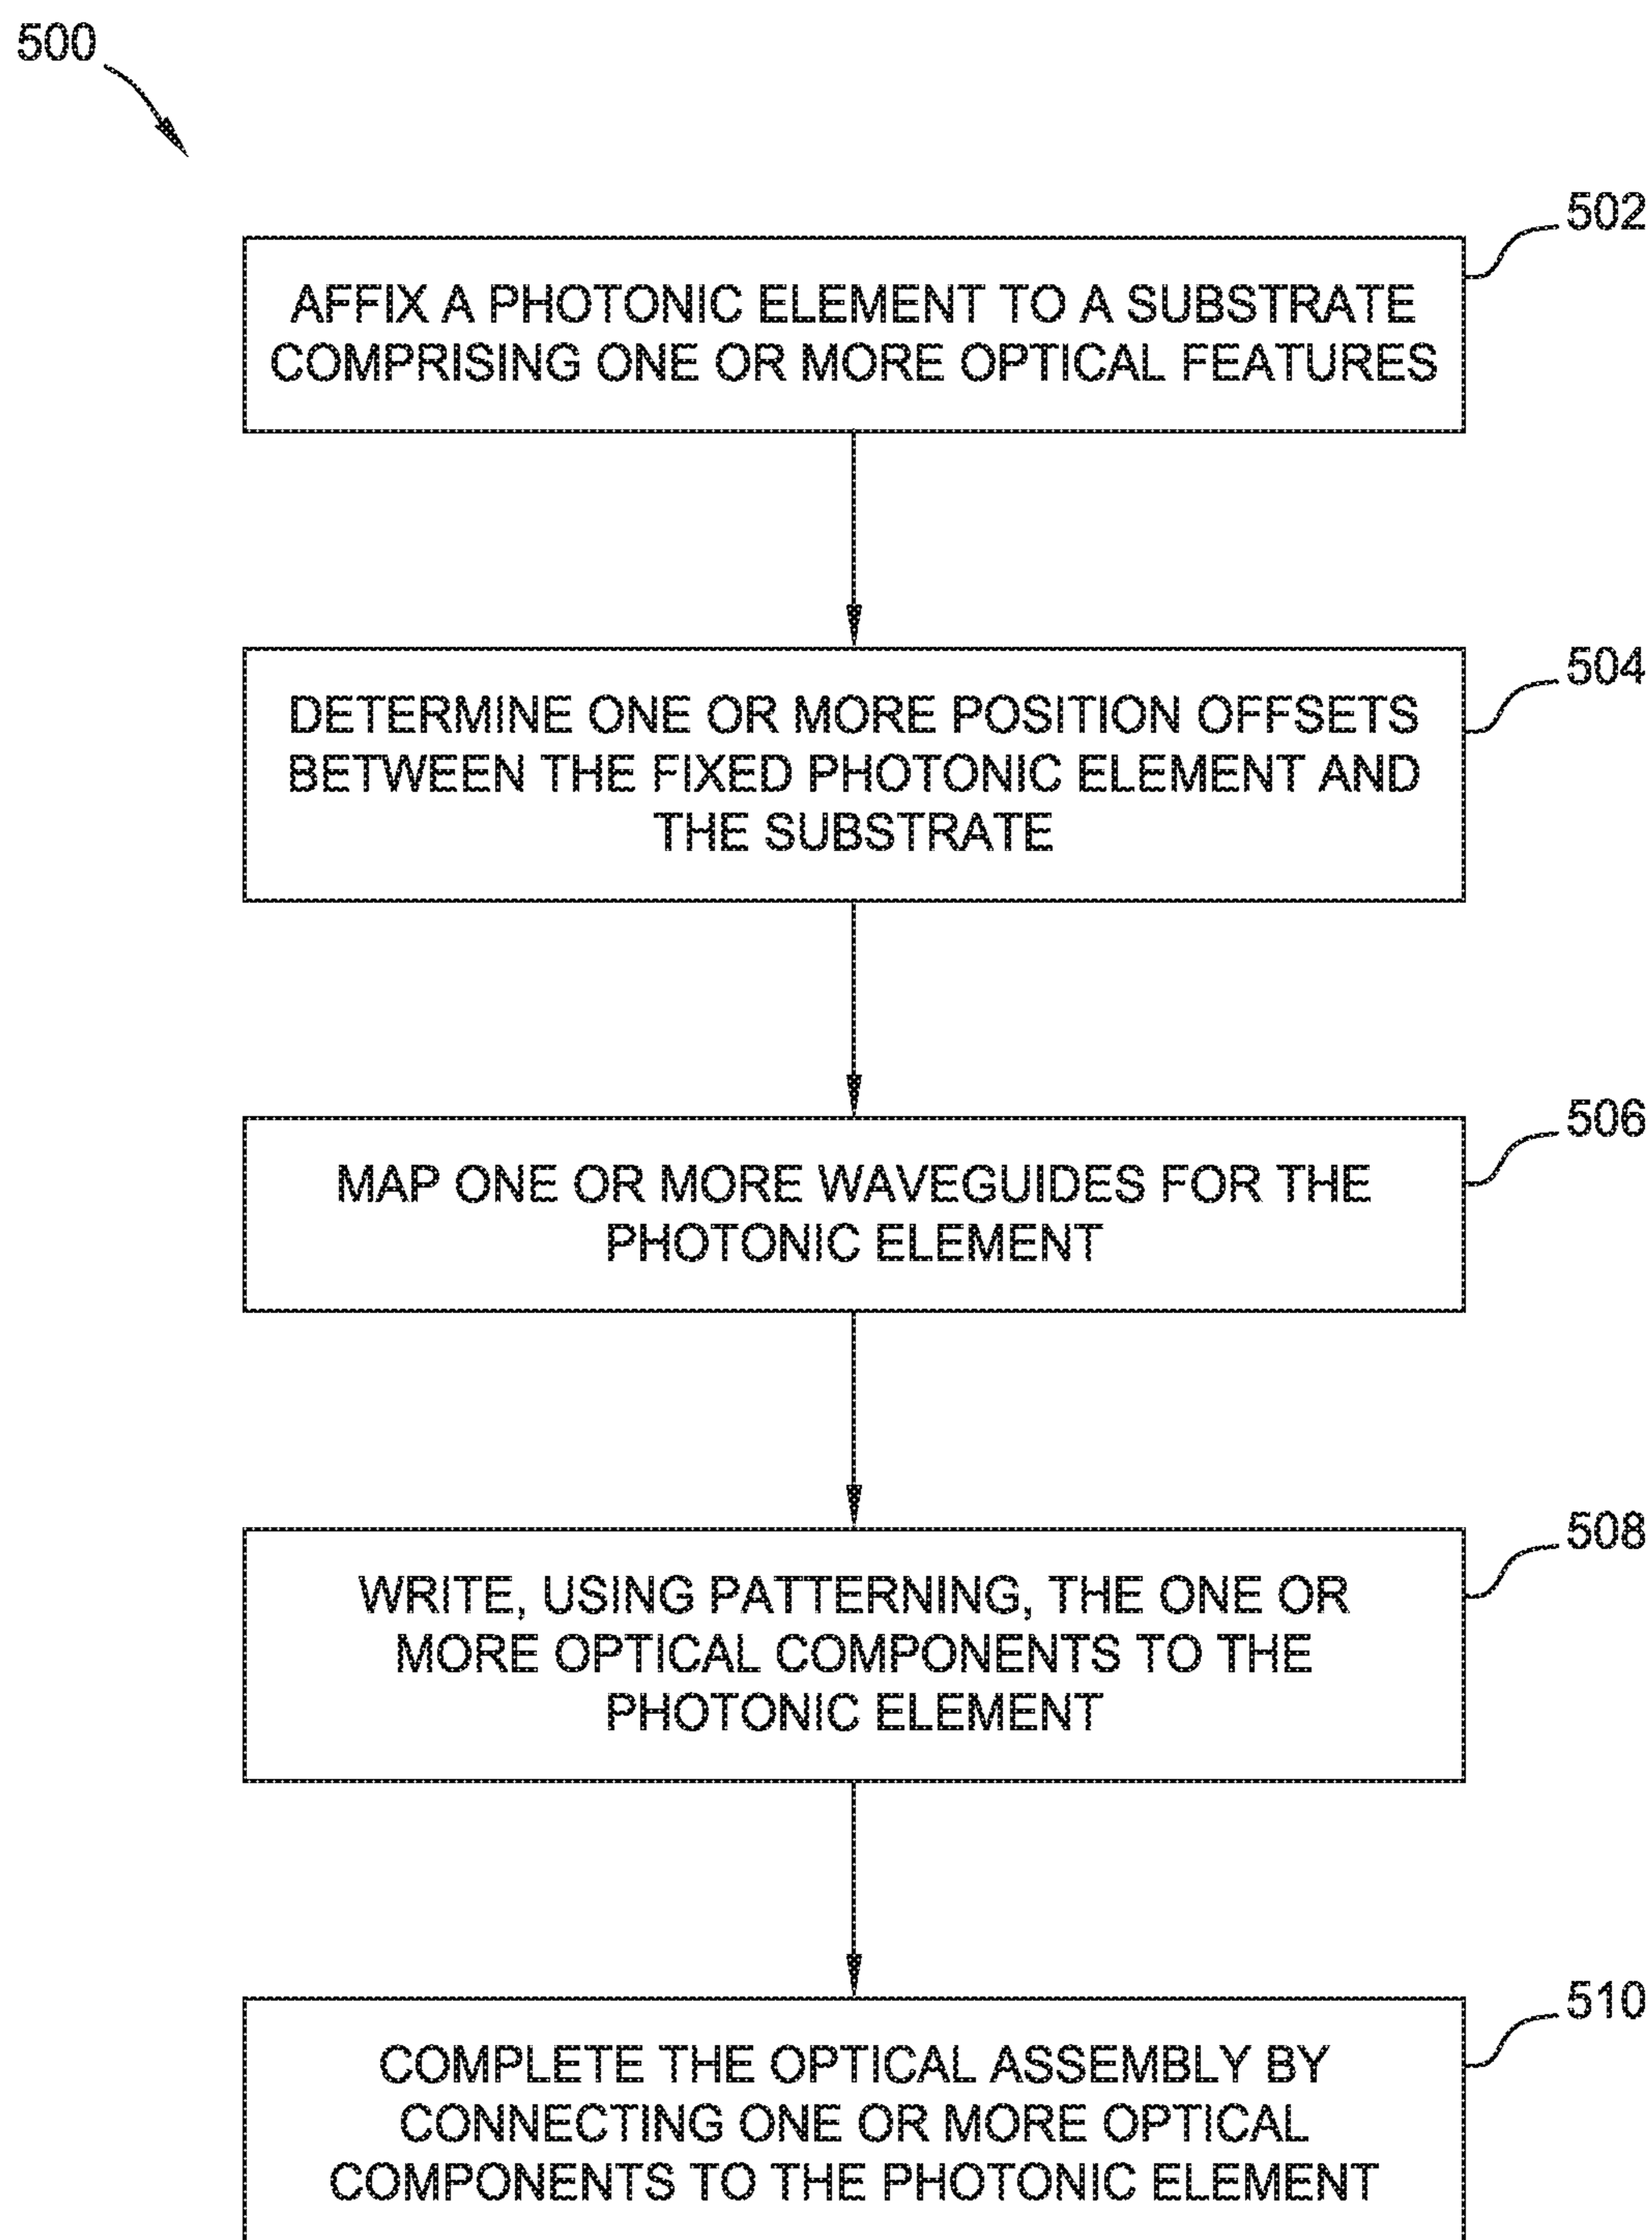 500
502
AFFIX A PHOTONIC ELEMENT TO A SUBSTRATE
COMPRISING ONE OR MORE OPTICAL FEATURES
504
DETERMINE ONE OR MORE POSITION OFFSETS
BETWEEN THE FIXED PHOTONIC ELEMENT AND
THE SUBSTRATE
506
MAP ONE OR MORE WAVEGUIDES FOR THE
PHOTONIC ELEMENT
508
WRITE, USING PATTERNING, THE ONE OR
MORE OPTICAL COMPONENTS TO THE
PHOTONIC ELEMENT
510
COMPLETE THE OPTICAL ASSEMBLY BY
CONNECTING ONE OR MORE OPTICAL
COMPONENTS TO THE PHOTONIC ELEMENT